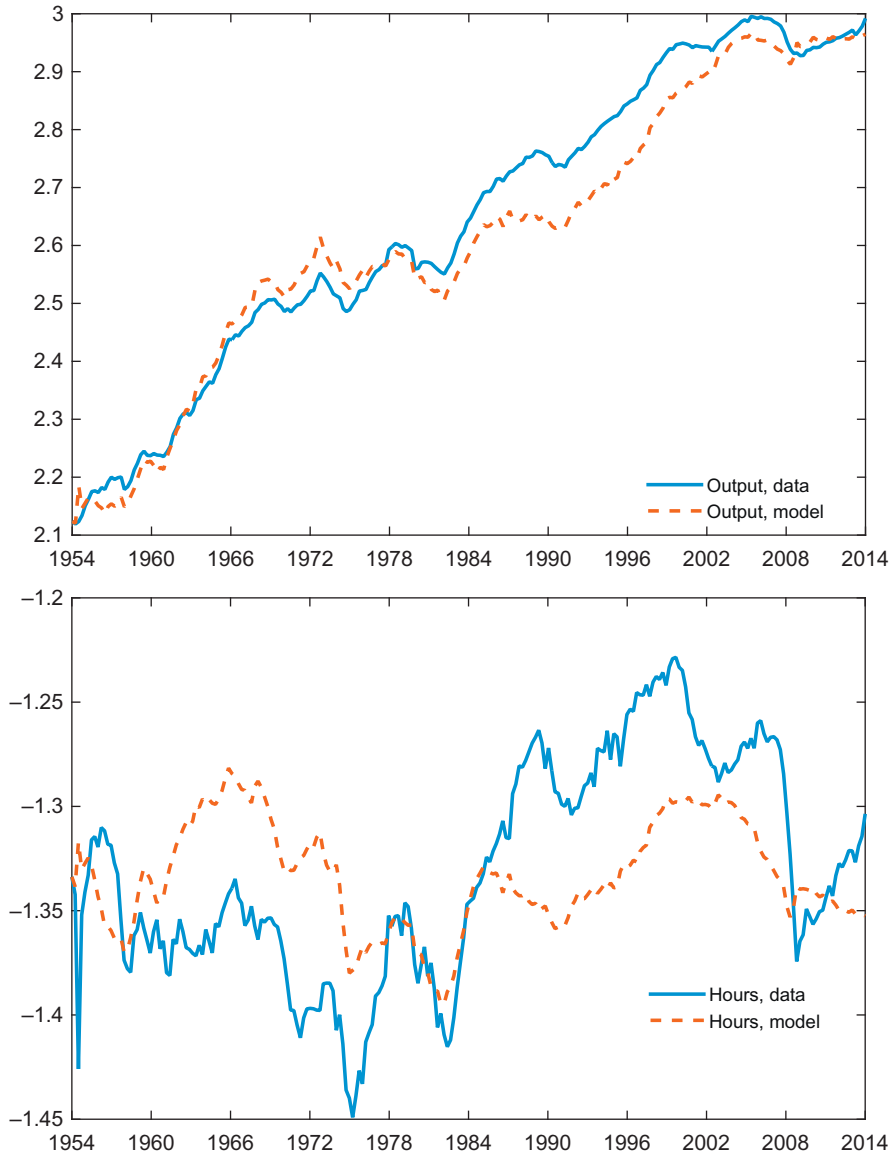 3
2.9
2.8
2.7
2.6
2.5
2.4
2.3
2.2
2.1
Output, data
Output, model
1954 1960 1966 1972 1978 1984 1990 1996 2002 2008 2014
–1.2
–1.25
–1.3
–1.35
–1.4
–1.45
Hours, data
Hours, model
1954 1960 1966 1972 1978 1984 1990 1996 2002 2008 2014